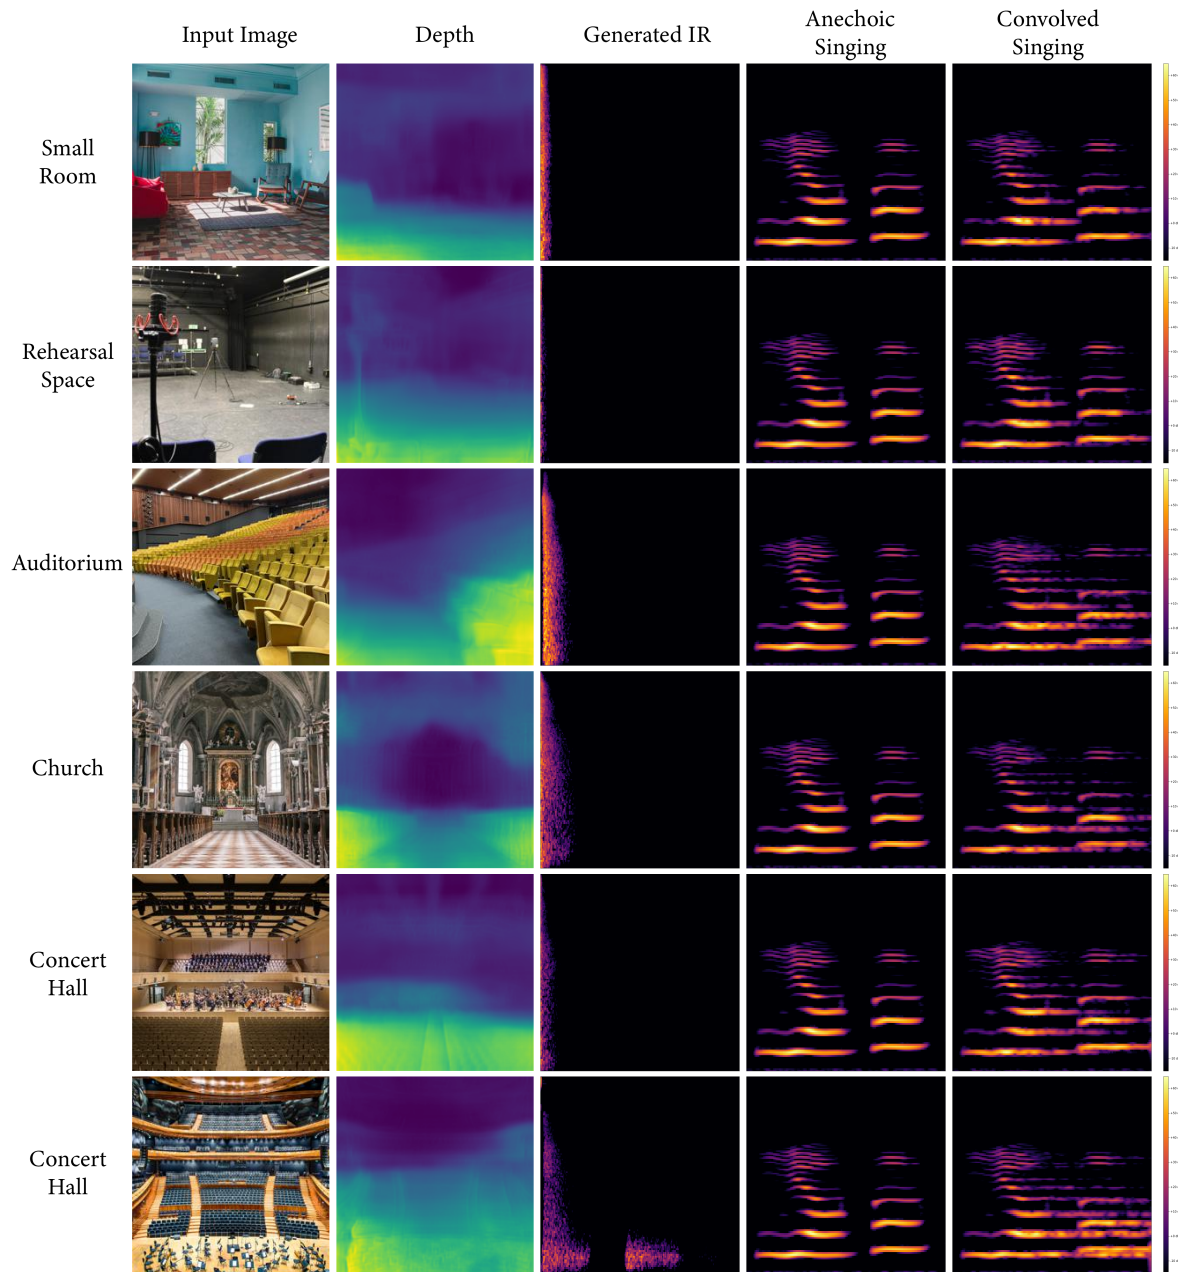 Input Image
Depth
Generated IR
Anechoic
Singing
Convolved
Singing
Small
Room
Rehearsal
Space
Auditorium
Church
Concert
Hall
Concert
Hall